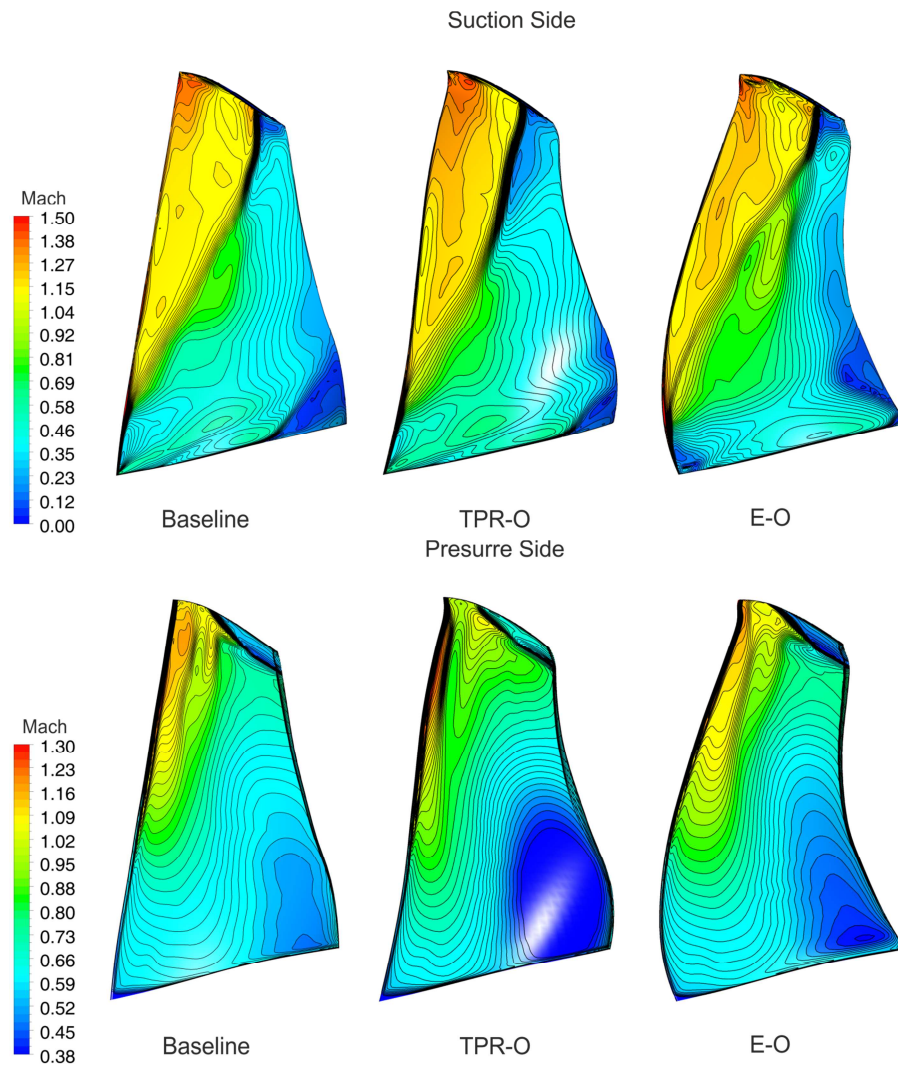 Suction Side
Mach
1.50
1.38
1.27
1.15
1.04
0.92
0.81
0.69
0.58
0.46
0.35
0.23
0.12
0.00
Baseline
TPR-O
E-O
Presurre Side
Mach
1.30
1.23
1.16
1.09
1.02
0.95
0.88
0.80
0.73
0.66
0.59
0.52
0.45
0.38
Baseline
TPR-O
E-O